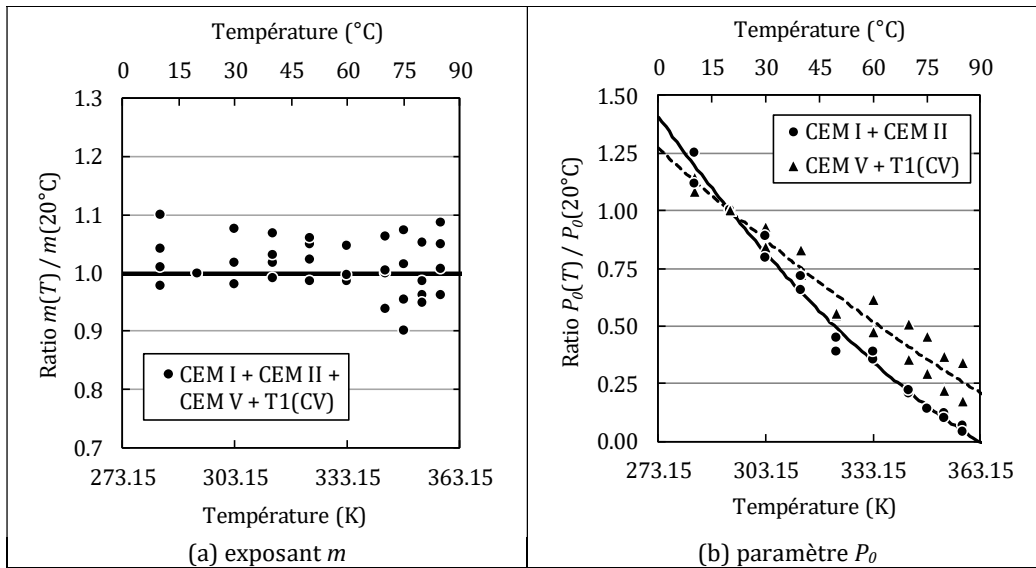 Température (°C)
0 15 30 45 60 75 90
1.3
1.2
1.1
1.0
0.9
0.8
0.7
Ratio m(T) / m(20°C)
CEM I + CEM II +
CEM V + T1(CV)
273.15 303.15 333.15 363.15
Température (K)
(a) exposant m
Température (°C)
0 15 30 45 60 75 90
1.50
1.25
1.00
0.75
0.50
0.25
0.00
Ratio P₀(T) / P₀(20°C)
CEM I + CEM II
CEM V + T1(CV)
273.15 303.15 333.15 363.15
Température (K)
(b) paramètre P₀